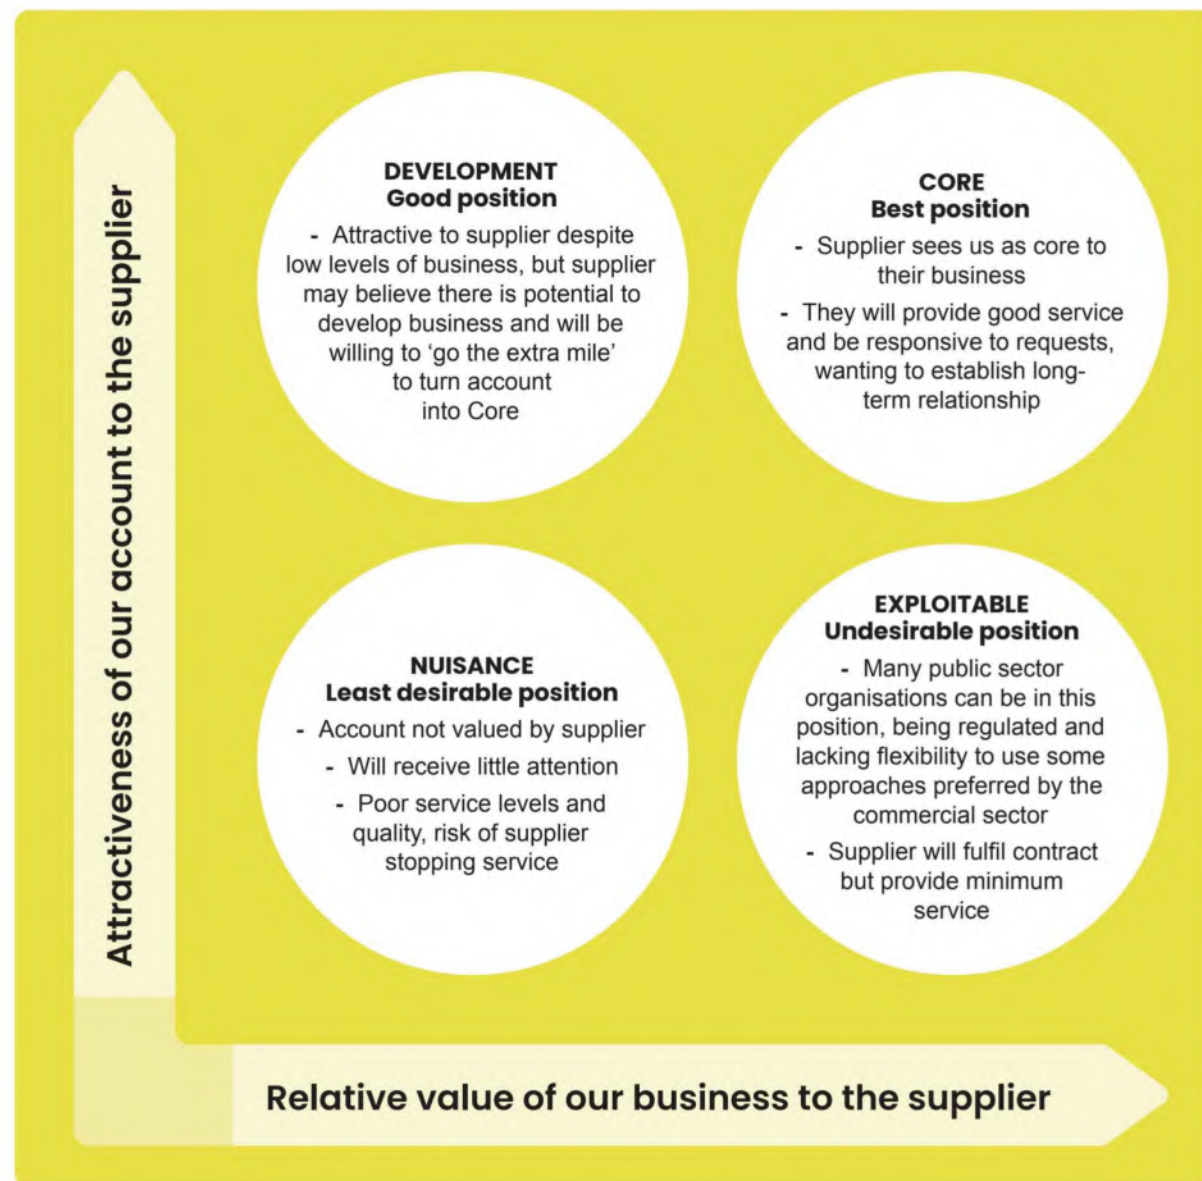 Attractiveness of our account to the supplier
DEVELOPMENT
Good position
- Attractive to supplier despite
low levels of business, but supplier
may believe there is potential to
develop business and will be
willing to ‘go the extra mile’
to turn account
into Core
CORE
Best position
- Supplier sees us as core to
their business
- They will provide good service
and be responsive to requests,
wanting to establish long-
term relationship
NUISANCE
Least desirable position
- Account not valued by supplier
- Will receive little attention
- Poor service levels and
quality, risk of supplier
stopping service
EXPLOITABLE
Undesirable position
- Many public sector
organisations can be in this
position, being regulated and
lacking flexibility to use some
approaches preferred by the
commercial sector
- Supplier will fulfil contract
but provide minimum
service
Relative value of our business to the supplier